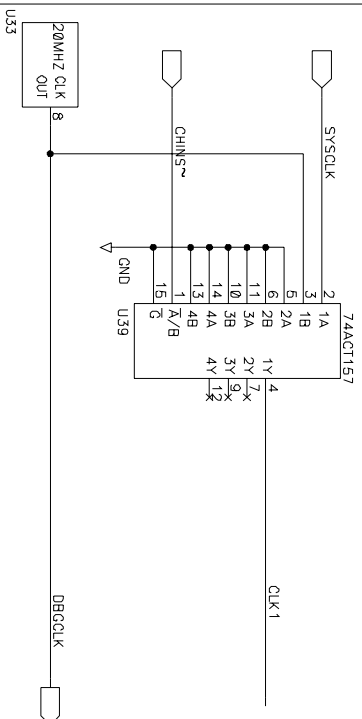 SYSCLK
CHINS~
GND
74ACT157
2 1A
3 1B
5 2A
6 2B
11 3A
10 3B
14 4A
13 4B
1 A̅/B
15 G̅
1Y 4
2Y 7
3Y 9
4Y 12
U39
CLK1
20MHZ CLK
OUT 8
U33
DBGCLK